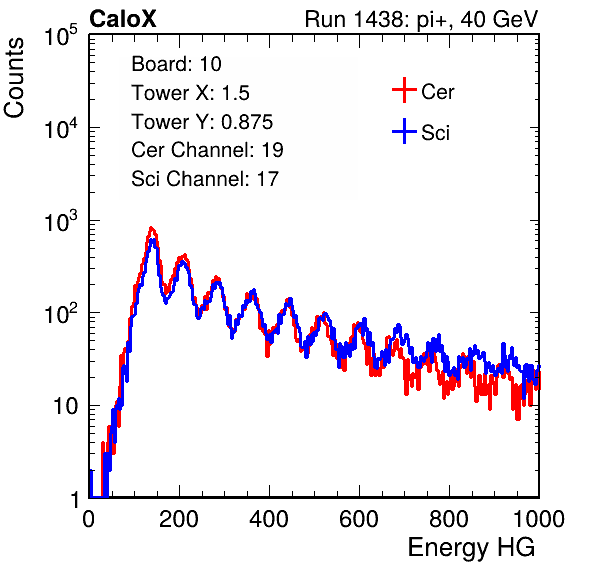 CaloX Run 1438: pi+, 40 GeV
Counts
Board: 10
Tower X: 1.5
Tower Y: 0.875
Cer Channel: 19
Sci Channel: 17
Cer
Sci
10^5
10^4
10^3
10^2
10
1
0 200 400 600 800 1000
Energy HG